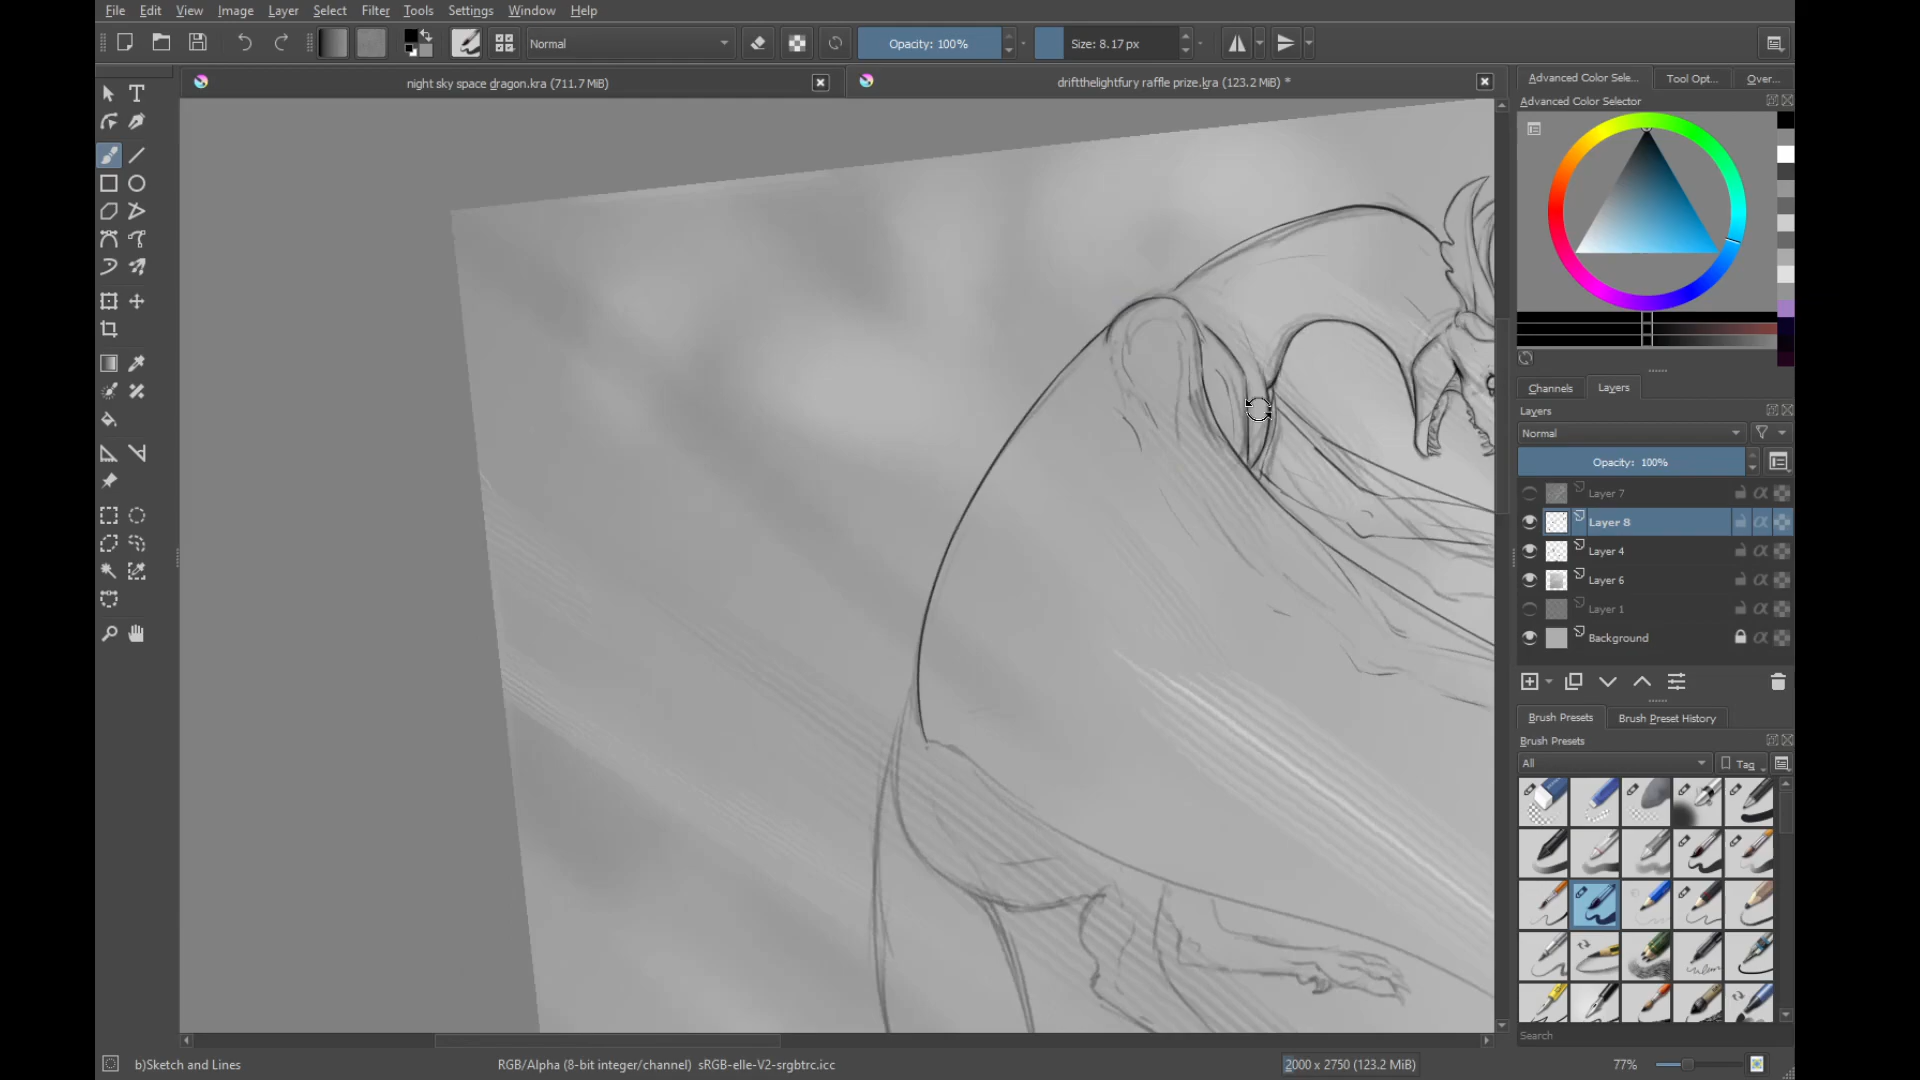 File Edit View Image Layer Select Filter Tools Settings Window Help
Normal Opacity: 100% Size: 8.17 px
night sky space dragon.kra (711.7 MiB) driftthelightfury raffle prize.kra (123.2 MiB) *
Advanced Color Sele... Tool Opt... Over...
Advanced Color Selector
Channels Layers
Layers
Normal
Opacity: 100%
Layer 7
Layer 8
Layer 4
Layer 6
Layer 1
Background
Brush Presets Brush Preset History
Brush Presets
All Tag
Search
b)Sketch and Lines RGB/Alpha (8-bit integer/channel) sRGB-elle-V2-srgbtrc.icc 2000 x 2750 (123.2 MiB) 77%